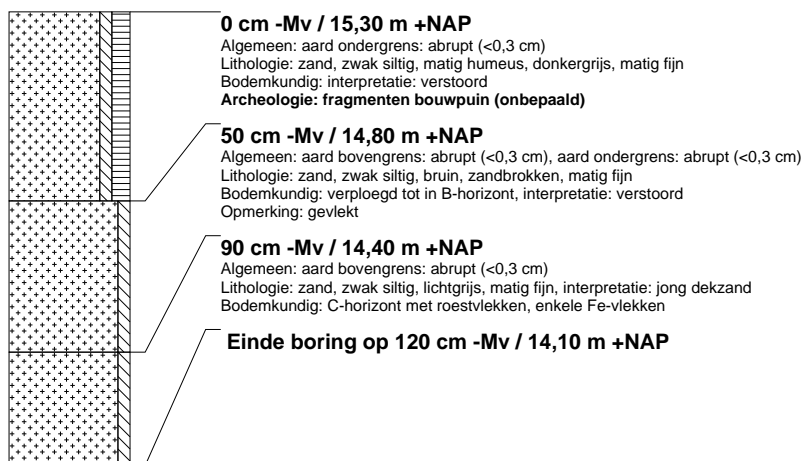 0 cm -Mv / 15,30 m +NAP
Algemeen: aard ondergrens: abrupt (<0,3 cm)
Lithologie: zand, zwak siltig, matig humeus, donkergrijs, matig fijn
Bodemkundig: interpretatie: verstoord
Archeologie: fragmenten bouwpuin (onbepaald)
50 cm -Mv / 14,80 m +NAP
Algemeen: aard bovengrens: abrupt (<0,3 cm), aard ondergrens: abrupt (<0,3 cm)
Lithologie: zand, zwak siltig, bruin, zandbrokken, matig fijn
Bodemkundig: verploegd tot in B-horizont, interpretatie: verstoord
Opmerking: gevlekt
90 cm -Mv / 14,40 m +NAP
Algemeen: aard bovengrens: abrupt (<0,3 cm)
Lithologie: zand, zwak siltig, lichtgrijs, matig fijn, interpretatie: jong dekzand
Bodemkundig: C-horizont met roestvlekken, enkele Fe-vlekken
Einde boring op 120 cm -Mv / 14,10 m +NAP